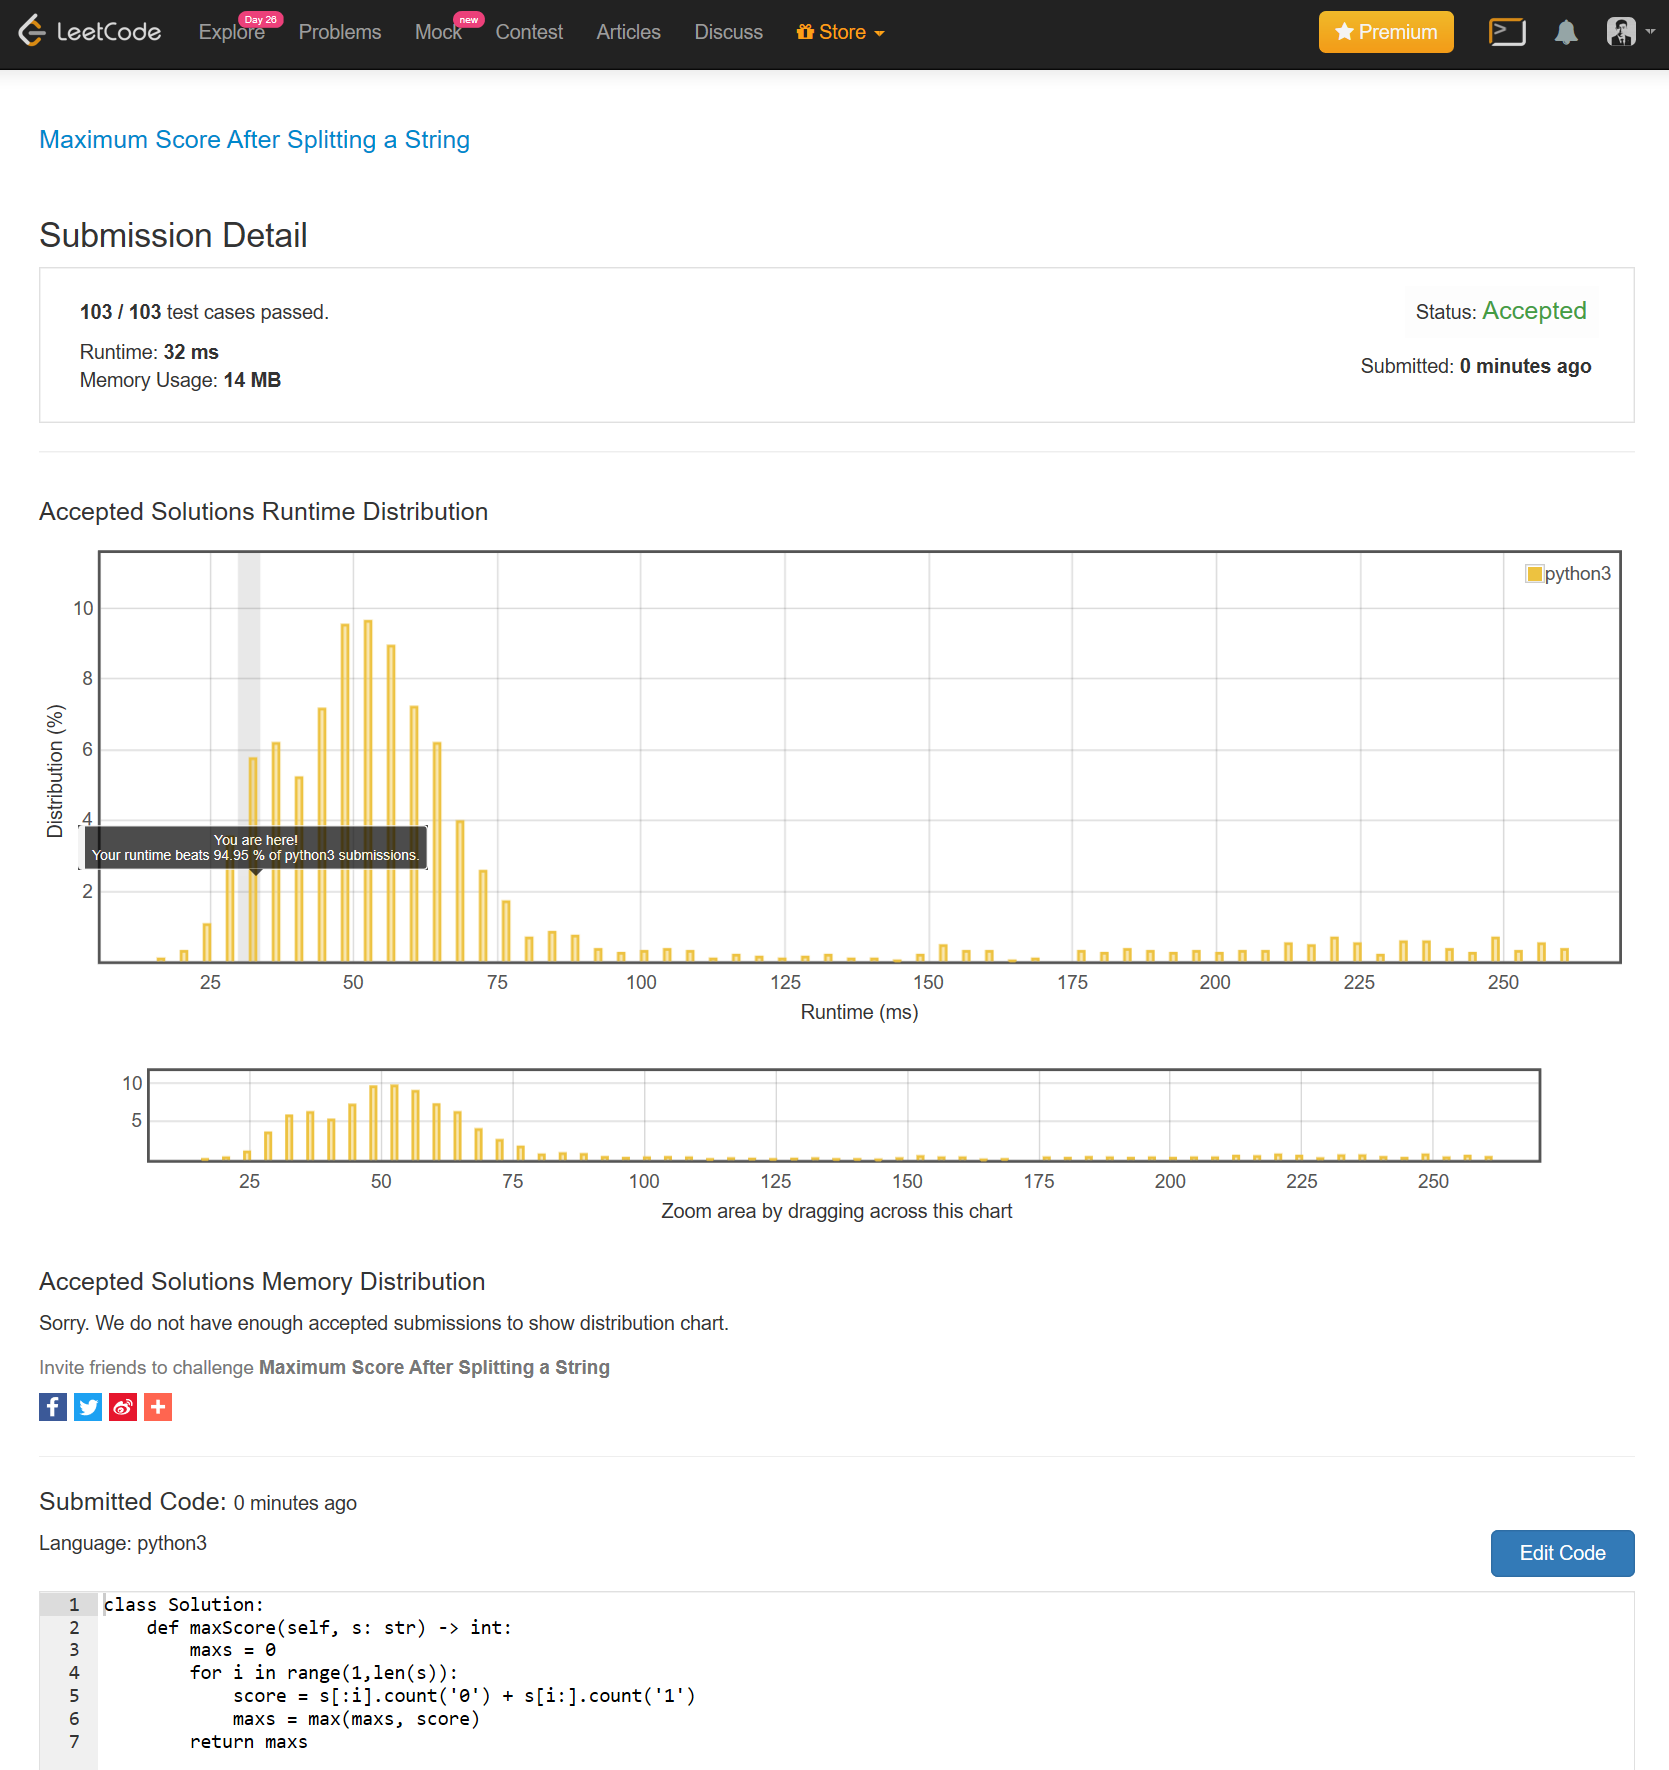 LeetCode Explore Day 26 Problems Mock new Contest Articles Discuss Store Premium
Maximum Score After Splitting a String
Submission Detail
103 / 103 test cases passed.
Status: Accepted
Runtime: 32 ms
Submitted: 0 minutes ago
Memory Usage: 14 MB
Accepted Solutions Runtime Distribution
python3
10
8
6
4
2
Distribution (%)
You are here!
Your runtime beats 94.95 % of python3 submissions.
25 50 75 100 125 150 175 200 225 250
Runtime (ms)
10
5
25 50 75 100 125 150 175 200 225 250
Zoom area by dragging across this chart
Accepted Solutions Memory Distribution
Sorry. We do not have enough accepted submissions to show distribution chart.
Invite friends to challenge Maximum Score After Splitting a String
Submitted Code: 0 minutes ago
Language: python3
Edit Code
1 class Solution:
2     def maxScore(self, s: str) -> int:
3         maxs = 0
4         for i in range(1,len(s)):
5             score = s[:i].count('0') + s[i:].count('1')
6             maxs = max(maxs, score)
7         return maxs